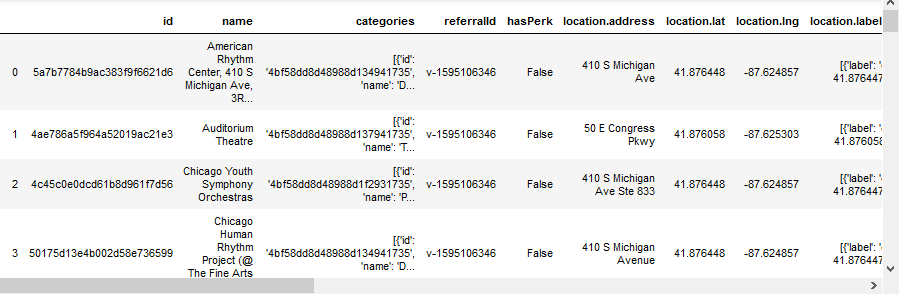 id name categories referralId hasPerk location.address location.lat location.lng location.label
American
Rhythm
Center, 410 S
Michigan Ave,
3R...
0 5a7b7784b9ac383f9f6621d6
[{'id':
'4bf58dd8d48988d134941735',
'name': 'D...
v-1595106346 False
410 S Michigan
Ave
41.876448 -87.624857
[{'label': '
41.876447
1 4ae786a5f964a52019ac21e3
Auditorium
Theatre
[{'id':
'4bf58dd8d48988d137941735',
'name': 'T...
v-1595106346 False
50 E Congress
Pkwy
41.876058 -87.625303
[{'label': '
41.876058
2 4c45c0e0dcd61b8d961f7d56
Chicago Youth
Symphony
Orchestras
[{'id':
'4bf58dd8d48988d1f2931735',
'name': 'P...
v-1595106346 False
410 S Michigan
Ave Ste 833
41.876448 -87.624857
[{'label': '
41.876447
Chicago
Human
Rhythm
Project (@
The Fine Arts
3 50175d13e4b002d58e736599
[{'id':
'4bf58dd8d48988d134941735',
'name': 'D...
v-1595106346 False
410 S Michigan
Avenue
41.876448 -87.624857
[{'label': '
41.876447